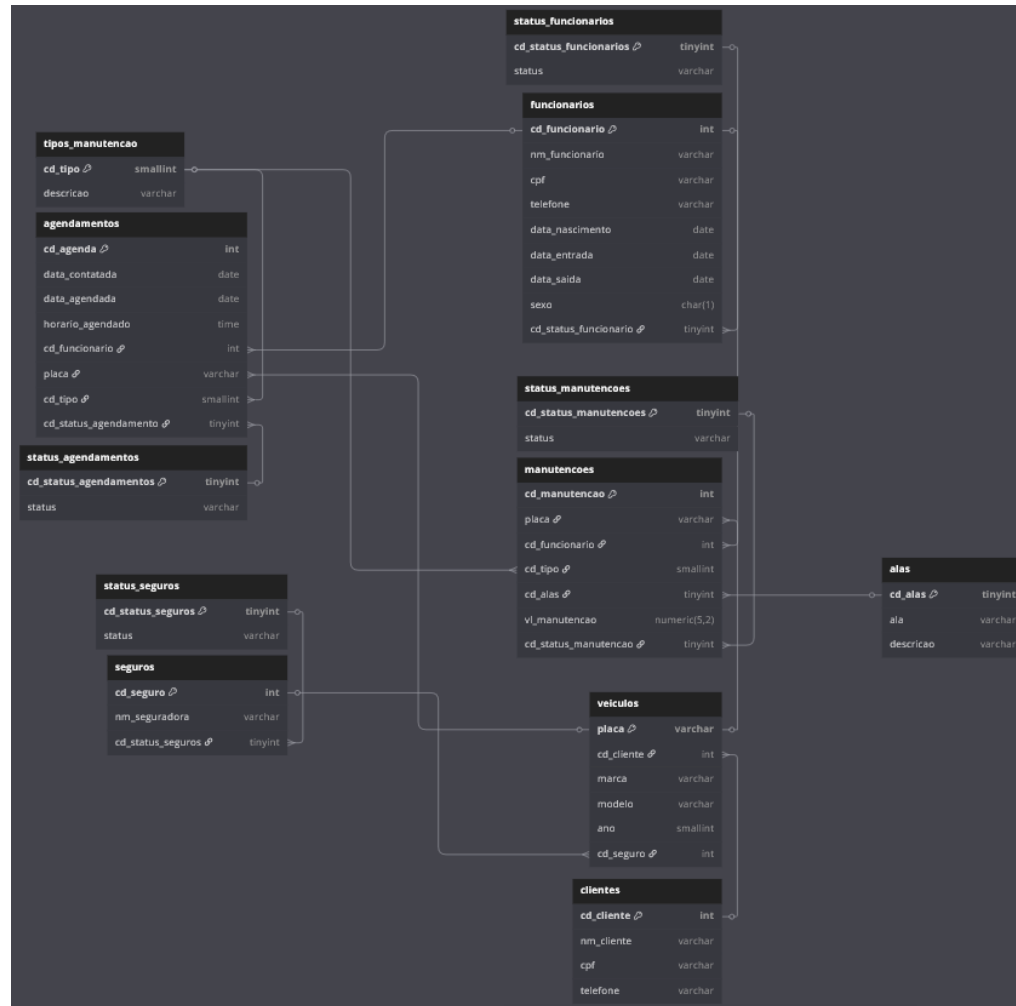 status_funcionarios
cd_status_funcionarios tinyint
status varchar
funcionarios
cd_funcionario int
nm_funcionario varchar
cpf varchar
telefone varchar
data_nascimento date
data_entrada date
data_saida date
sexo char(1)
cd_status_funcionario tinyint
tipos_manutencao
cd_tipo smallint
descricao varchar
agendamentos
cd_agenda int
data_contatada date
data_agendada date
horario_agendado time
cd_funcionario int
placa varchar
cd_tipo smallint
cd_status_agendamento tinyint
status_agendamentos
cd_status_agendamentos tinyint
status varchar
status_manutencoes
cd_status_manutencoes tinyint
status varchar
manutencoes
cd_manutencao int
placa varchar
cd_funcionario int
cd_tipo smallint
cd_alas tinyint
vl_manutencao numeric(5,2)
cd_status_manutencao tinyint
alas
cd_alas tinyint
ala varchar
descricao varchar
status_seguros
cd_status_seguros tinyint
status varchar
seguros
cd_seguro int
nm_seguradora varchar
cd_status_seguros tinyint
veiculos
placa varchar
cd_cliente int
marca varchar
modelo varchar
ano smallint
cd_seguro int
clientes
cd_cliente int
nm_cliente varchar
cpf varchar
telefone varchar